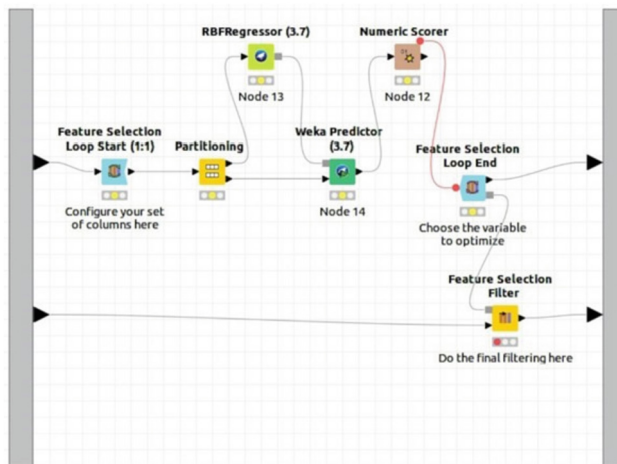 RBFRegressor (3.7)
Node 13
Numeric Scorer
Node 12
Feature Selection
Loop Start (1:1)
Configure your set
of columns here
Partitioning
Weka Predictor
(3.7)
Node 14
Feature Selection
Loop End
Choose the variable
to optimize
Feature Selection
Filter
Do the final filtering here